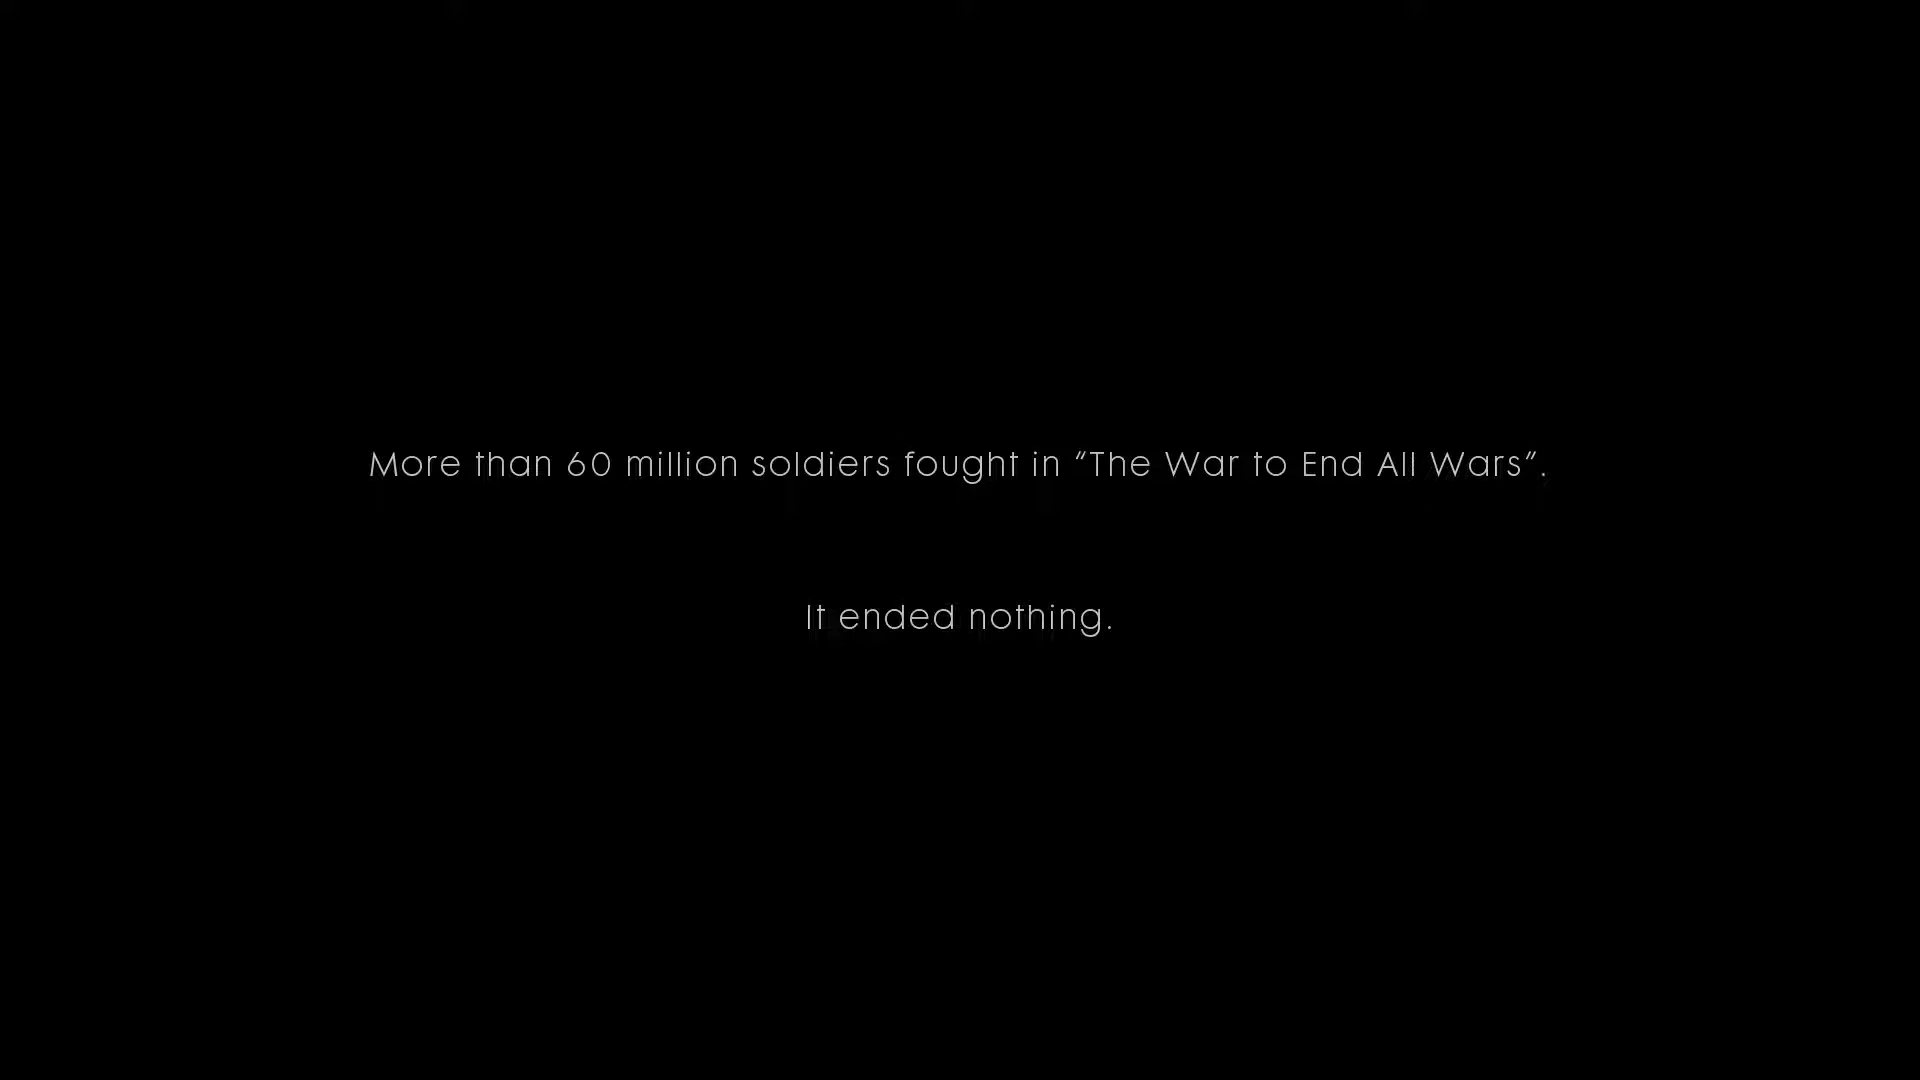 More than 60 million soldiers fought in “The War to End All Wars”.
It ended nothing.